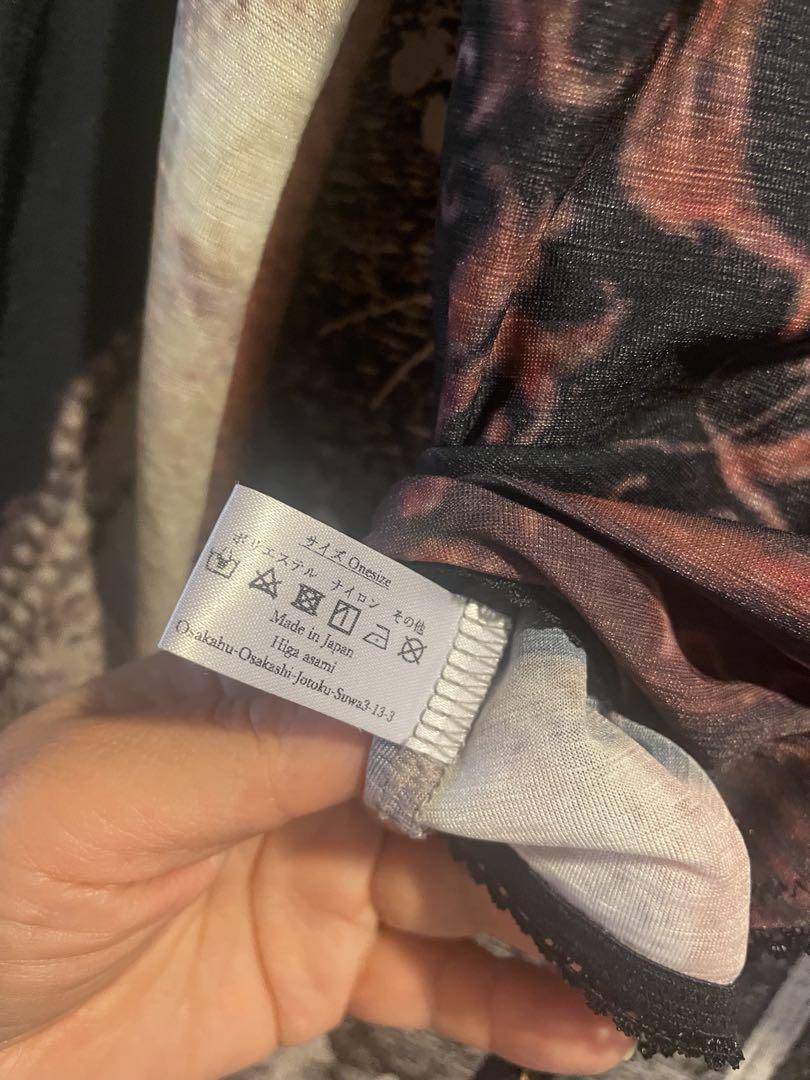 サイズ Onesize
ポリエステル ナイロン その他
Made in Japan
Higa asami
Osakahu-Osakashi-Jotoku-Suwa3-13-3